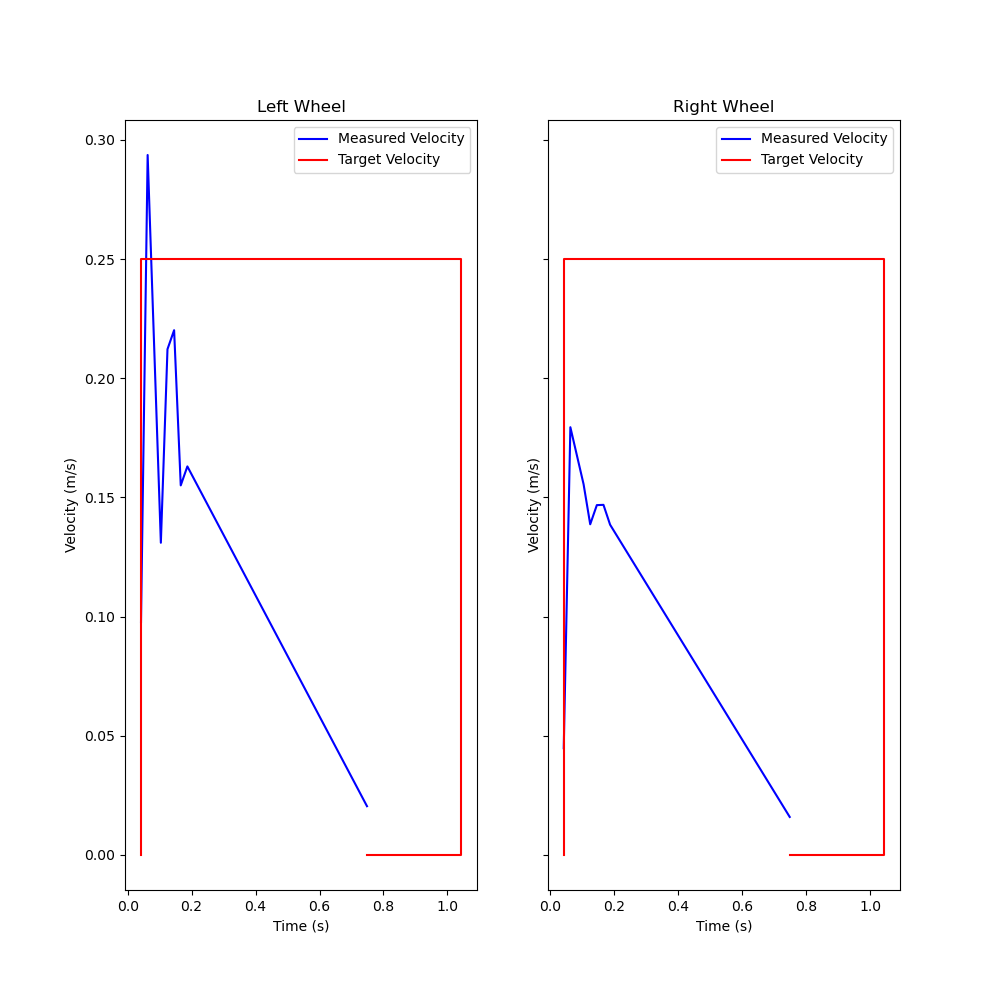 Left Wheel
Right Wheel
Measured Velocity
Target Velocity
Measured Velocity
Target Velocity
Velocity (m/s)
0.30
0.25
0.20
0.15
0.10
0.05
0.00
0.0 0.2 0.4 0.6 0.8 1.0
Time (s)
Velocity (m/s)
0.0 0.2 0.4 0.6 0.8 1.0
Time (s)